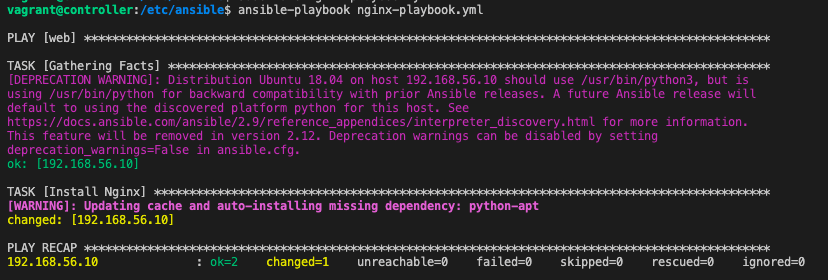 vagrant@controller:/etc/ansible$ ansible-playbook nginx-playbook.yml
PLAY [web] *******************************************************************************************
TASK [Gathering Facts] *******************************************************************************
[DEPRECATION WARNING]: Distribution Ubuntu 18.04 on host 192.168.56.10 should use /usr/bin/python3, but is
using /usr/bin/python for backward compatibility with prior Ansible releases. A future Ansible release will
default to using the discovered platform python for this host. See
https://docs.ansible.com/ansible/2.9/reference_appendices/interpreter_discovery.html for more information.
This feature will be removed in version 2.12. Deprecation warnings can be disabled by setting
deprecation_warnings=False in ansible.cfg.
ok: [192.168.56.10]
TASK [Install Nginx] *********************************************************************************
[WARNING]: Updating cache and auto-installing missing dependency: python-apt
changed: [192.168.56.10]
PLAY RECAP *******************************************************************************************
192.168.56.10 : ok=2 changed=1 unreachable=0 failed=0 skipped=0 rescued=0 ignored=0